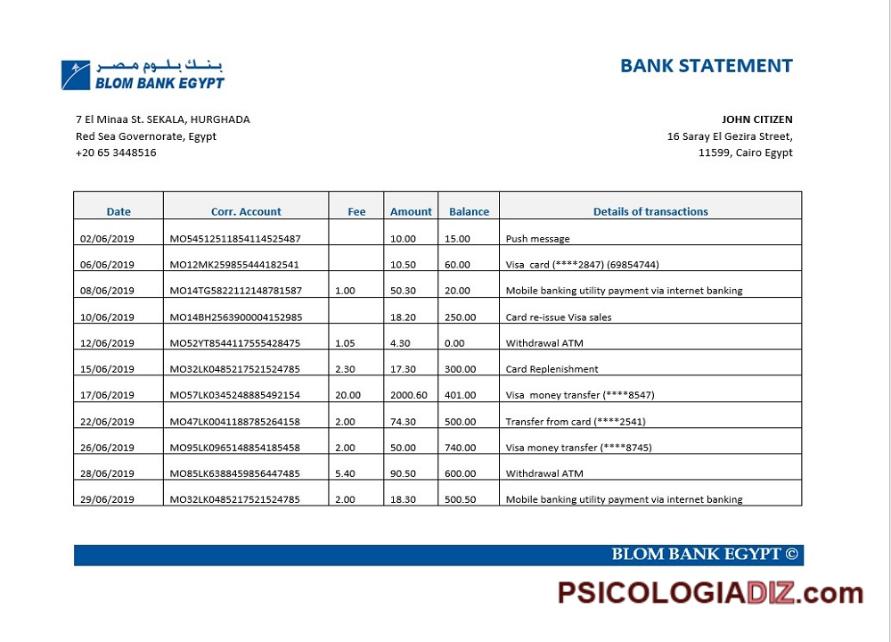 بنك بلوم مصر
BLOM BANK EGYPT
BANK STATEMENT
7 El Minaa St. SEKALA, HURGHADA
Red Sea Governorate, Egypt
+20 65 3448516
JOHN CITIZEN
16 Saray El Gezira Street,
11599, Cairo Egypt
Date Corr. Account Fee Amount Balance Details of transactions
02/06/2019 MO54512511854114525487 10.00 15.00 Push message
06/06/2019 MO12MK259855444182541 10.50 60.00 Visa card (****2847) (69854744)
08/06/2019 MO14TG5822112148781587 1.00 50.30 20.00 Mobile banking utility payment via internet banking
10/06/2019 MO14BH2563900004152985 18.20 250.00 Card re-issue Visa sales
12/06/2019 MO52YT8544117555428475 1.05 4.30 0.00 Withdrawal ATM
15/06/2019 MO32LK0485217521524785 2.30 17.30 300.00 Card Replenishment
17/06/2019 MO57LK0345248885492154 20.00 2000.60 401.00 Visa money transfer (****8547)
22/06/2019 MO47LK0041188785264158 2.00 74.30 500.00 Transfer from card (****2541)
26/06/2019 MO95LK0965148854185458 2.00 50.00 740.00 Visa money transfer (****8745)
28/06/2019 MO85LK6388459856447485 5.40 90.50 600.00 Withdrawal ATM
29/06/2019 MO32LK0485217521524785 2.00 18.30 500.50 Mobile banking utility payment via internet banking
BLOM BANK EGYPT ©
PSICOLOGIADIZ.com